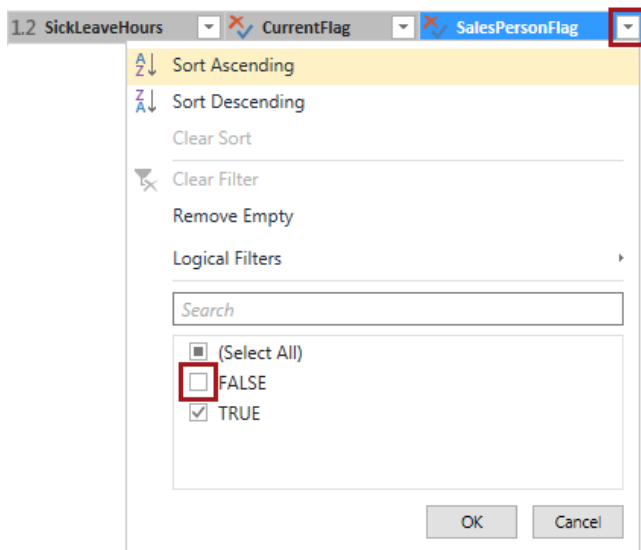 1.2 SickLeaveHours CurrentFlag SalesPersonFlag
A Z Sort Ascending
Z A Sort Descending
Clear Sort
Clear Filter
Remove Empty
Logical Filters
Search
(Select All)
FALSE
TRUE
OK Cancel